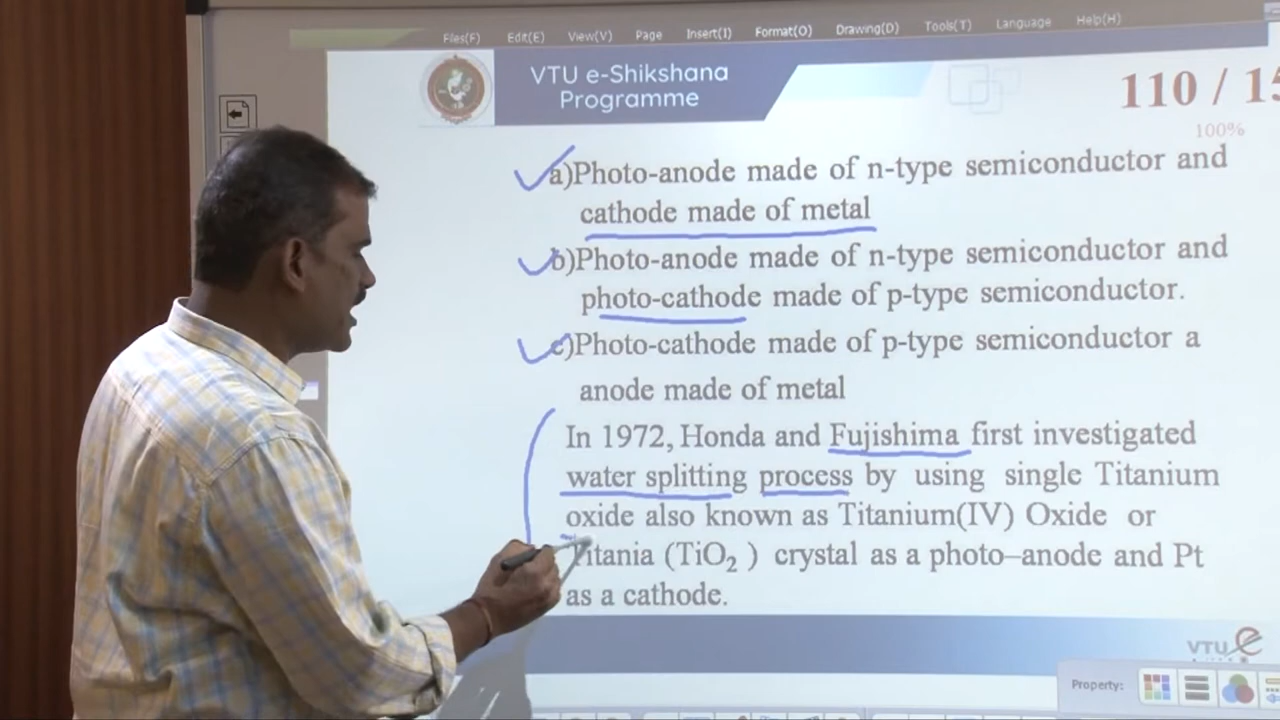 Files(F) Edit(E) View(V) Page Insert(I) Format(O) Drawing(D) Tools(T) Language Help(H)
VTU e-Shikshana
Programme
110 / 15
100%
a)Photo-anode made of n-type semiconductor and
cathode made of metal
b)Photo-anode made of n-type semiconductor and
photo-cathode made of p-type semiconductor.
c)Photo-cathode made of p-type semiconductor a
anode made of metal
In 1972, Honda and Fujishima first investigated
water splitting process by using single Titanium
oxide also known as Titanium(IV) Oxide or
Titania (TiO₂ ) crystal as a photo–anode and Pt
as a cathode.
VTU e
Property: